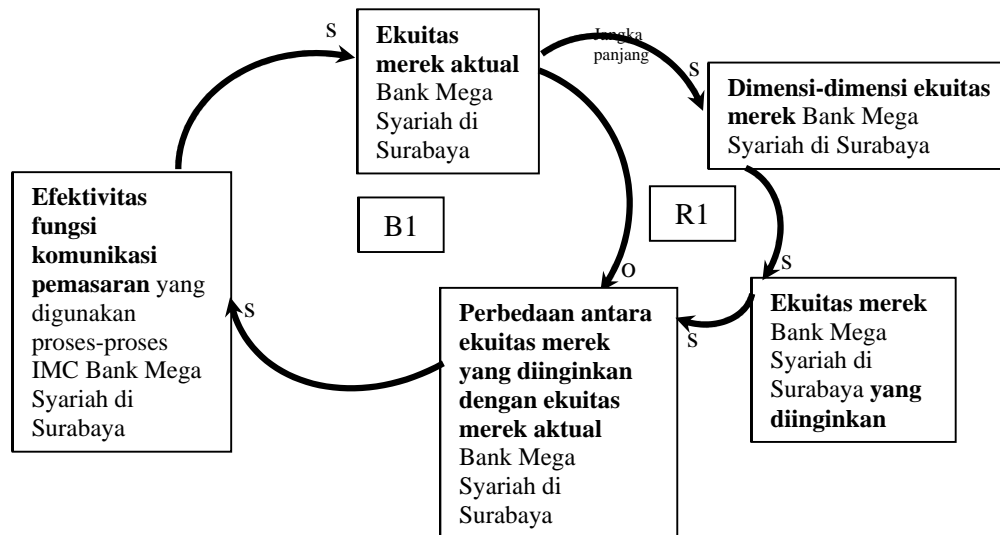 s
Ekuitas
merek aktual
Bank Mega
Syariah di
Surabaya
Jangka
panjang
s
Dimensi-dimensi ekuitas
merek Bank Mega
Syariah di Surabaya
Efektivitas
fungsi
komunikasi
pemasaran yang
digunakan
proses-proses
IMC Bank Mega
Syariah di
Surabaya
B1
R1
s
o
s
s
Perbedaan antara
ekuitas merek
yang diinginkan
dengan ekuitas
merek aktual
Bank Mega
Syariah di
Surabaya
Ekuitas merek
Bank Mega
Syariah di
Surabaya yang
diinginkan